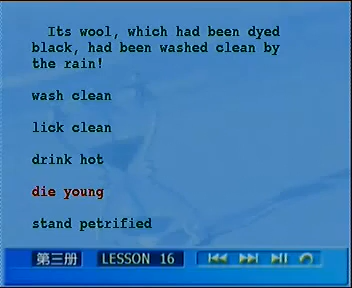 Its wool, which had been dyed
black, had been washed clean by
the rain!
wash clean
lick clean
drink hot
die young
stand petrified
第三册 LESSON 16